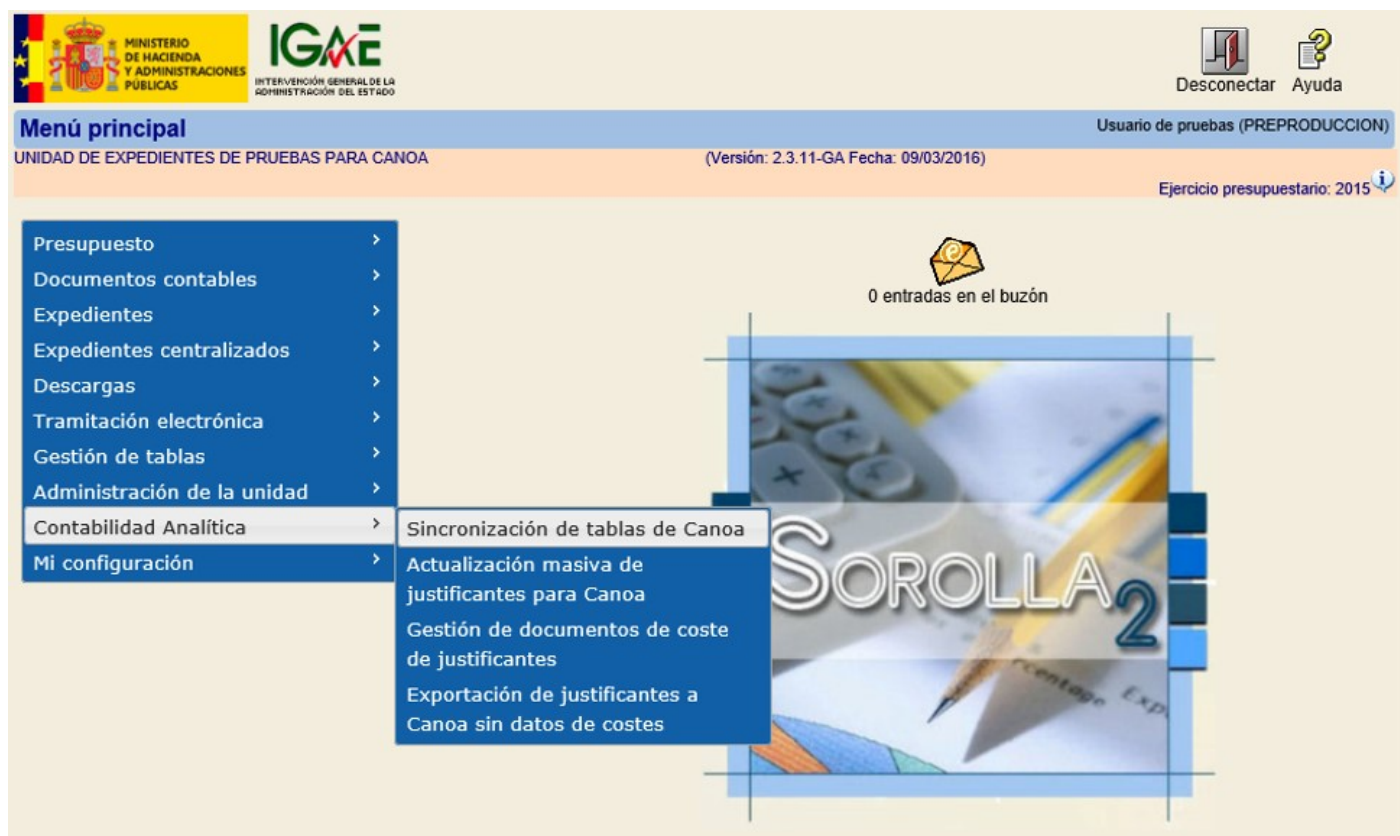 MINISTERIO
DE HACIENDA
Y ADMINISTRACIONES
PÚBLICAS
IGAE
INTERVENCIÓN GENERAL DE LA
ADMINISTRACIÓN DEL ESTADO
Desconectar Ayuda
Menú principal Usuario de pruebas (PREPRODUCCION)
UNIDAD DE EXPEDIENTES DE PRUEBAS PARA CANOA (Versión: 2.3.11-GA Fecha: 09/03/2016)
Ejercicio presupuestario: 2015
Presupuesto
Documentos contables
Expedientes
Expedientes centralizados
Descargas
Tramitación electrónica
Gestión de tablas
Administración de la unidad
Contabilidad Analítica
Mi configuración
Sincronización de tablas de Canoa
Actualización masiva de
justificantes para Canoa
Gestión de documentos de coste
de justificantes
Exportación de justificantes a
Canoa sin datos de costes
0 entradas en el buzón
SOROLLA2